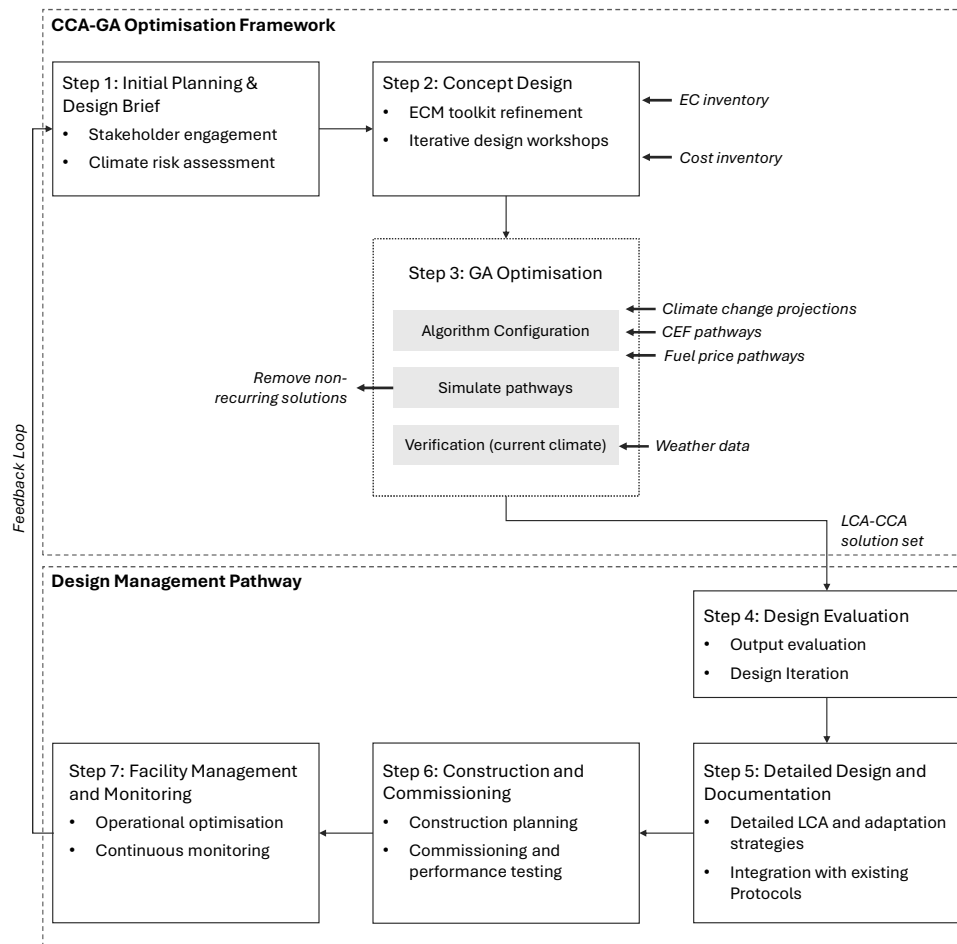 CCA-GA Optimisation Framework
Step 1: Initial Planning &
Design Brief
• Stakeholder engagement
• Climate risk assessment
Step 2: Concept Design
• ECM toolkit refinement
• Iterative design workshops
EC inventory
Cost inventory
Step 3: GA Optimisation
Algorithm Configuration
Climate change projections
CEF pathways
Fuel price pathways
Simulate pathways
Remove non-
recurring solutions
Verification (current climate)
Weather data
Feedback Loop
LCA-CCA
solution set
Design Management Pathway
Step 4: Design Evaluation
• Output evaluation
• Design Iteration
Step 5: Detailed Design and
Documentation
• Detailed LCA and adaptation
strategies
• Integration with existing
Protocols
Step 6: Construction and
Commissioning
• Construction planning
• Commissioning and
performance testing
Step 7: Facility Management
and Monitoring
• Operational optimisation
• Continuous monitoring